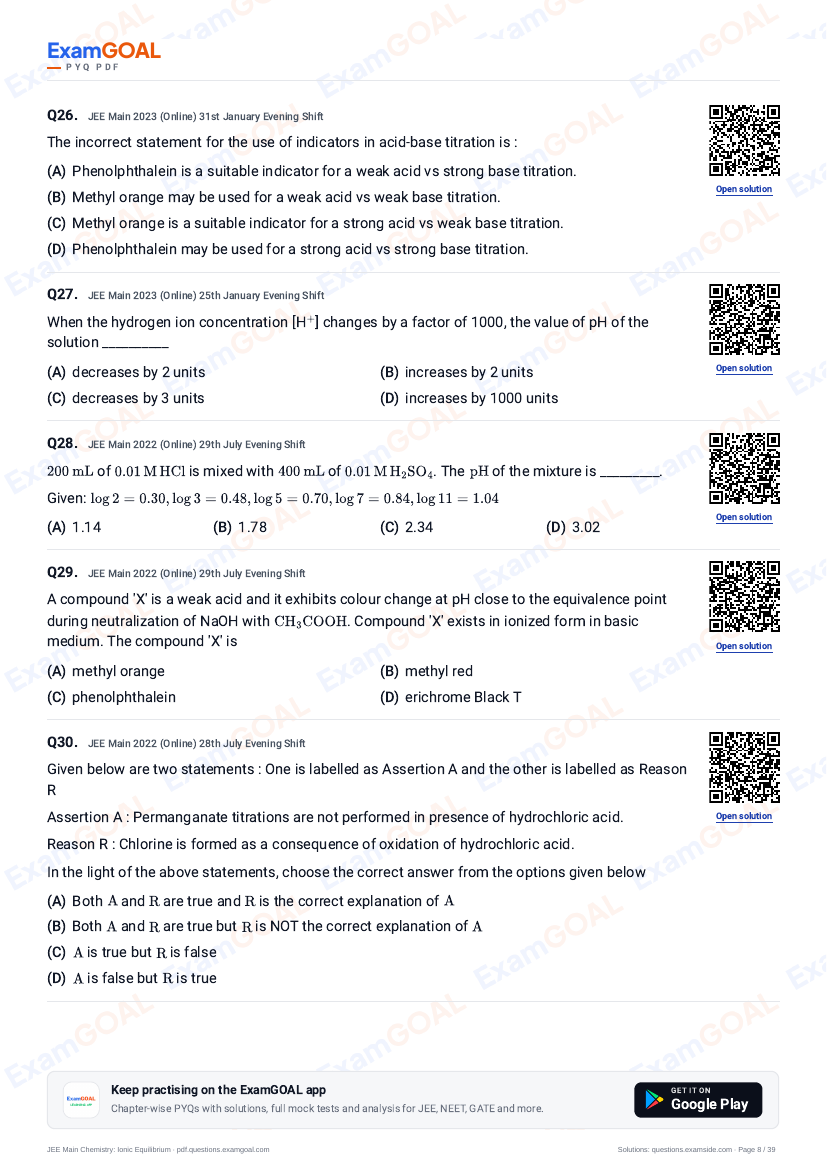 ExamGOAL
PYQ PDF
Q26. JEE Main 2023 (Online) 31st January Evening Shift
The incorrect statement for the use of indicators in acid-base titration is :
(A) Phenolphthalein is a suitable indicator for a weak acid vs strong base titration.
(B) Methyl orange may be used for a weak acid vs weak base titration.
(C) Methyl orange is a suitable indicator for a strong acid vs weak base titration.
(D) Phenolphthalein may be used for a strong acid vs strong base titration.
Open solution
Q27. JEE Main 2023 (Online) 25th January Evening Shift
When the hydrogen ion concentration [H⁺] changes by a factor of 1000, the value of pH of the
solution __________
(A) decreases by 2 units
(B) increases by 2 units
(C) decreases by 3 units
(D) increases by 1000 units
Open solution
Q28. JEE Main 2022 (Online) 29th July Evening Shift
200 mL of 0.01 M HCl is mixed with 400 mL of 0.01 M H₂SO₄. The pH of the mixture is _________.
Given: log 2 = 0.30, log 3 = 0.48, log 5 = 0.70, log 7 = 0.84, log 11 = 1.04
(A) 1.14 (B) 1.78 (C) 2.34 (D) 3.02
Open solution
Q29. JEE Main 2022 (Online) 29th July Evening Shift
A compound 'X' is a weak acid and it exhibits colour change at pH close to the equivalence point
during neutralization of NaOH with CH₃COOH. Compound 'X' exists in ionized form in basic
medium. The compound 'X' is
(A) methyl orange
(B) methyl red
(C) phenolphthalein
(D) erichrome Black T
Open solution
Q30. JEE Main 2022 (Online) 28th July Evening Shift
Given below are two statements : One is labelled as Assertion A and the other is labelled as Reason
R
Assertion A : Permanganate titrations are not performed in presence of hydrochloric acid.
Reason R : Chlorine is formed as a consequence of oxidation of hydrochloric acid.
In the light of the above statements, choose the correct answer from the options given below
(A) Both A and R are true and R is the correct explanation of A
(B) Both A and R are true but R is NOT the correct explanation of A
(C) A is true but R is false
(D) A is false but R is true
Open solution
ExamGOAL
Keep practising on the ExamGOAL app
Chapter-wise PYQs with solutions, full mock tests and analysis for JEE, NEET, GATE and more.
GET IT ON
Google Play
JEE Main Chemistry: Ionic Equilibrium · pdf.questions.examgoal.com
Solutions: questions.examside.com · Page 8 / 39